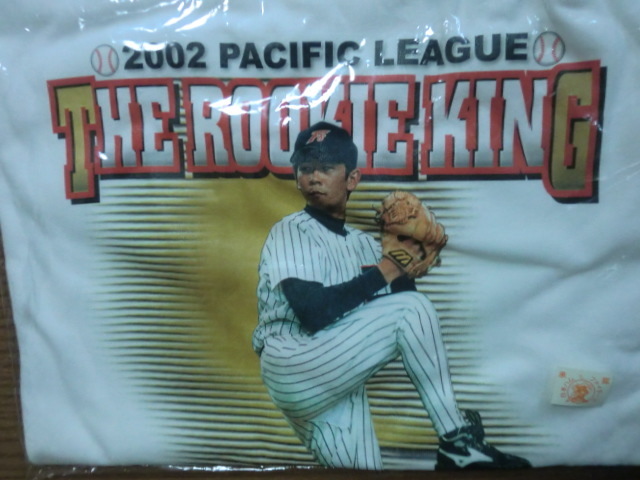 2002 PACIFIC LEAGUE
THE ROOKIE KING